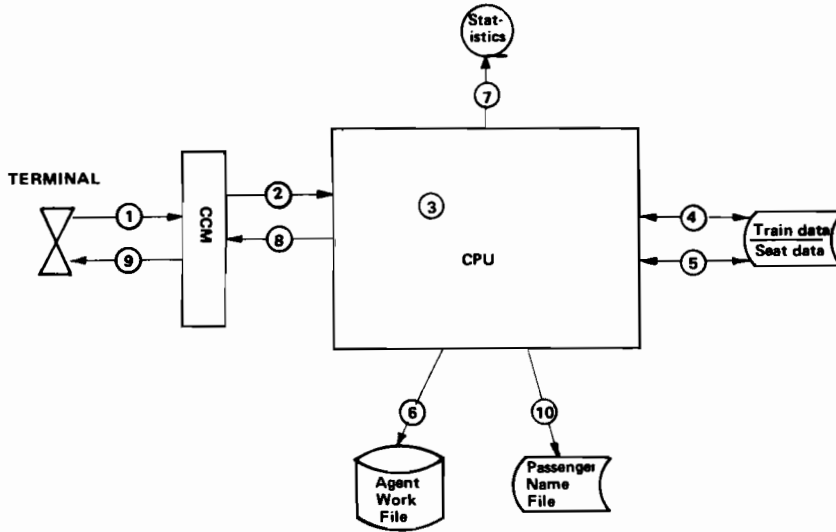 Stat-
istics
7
TERMINAL
1
CCM
2
3
4
Train data
Seat data
9
8
CPU
5
6
10
Agent
Work
File
Passenger
Name
File